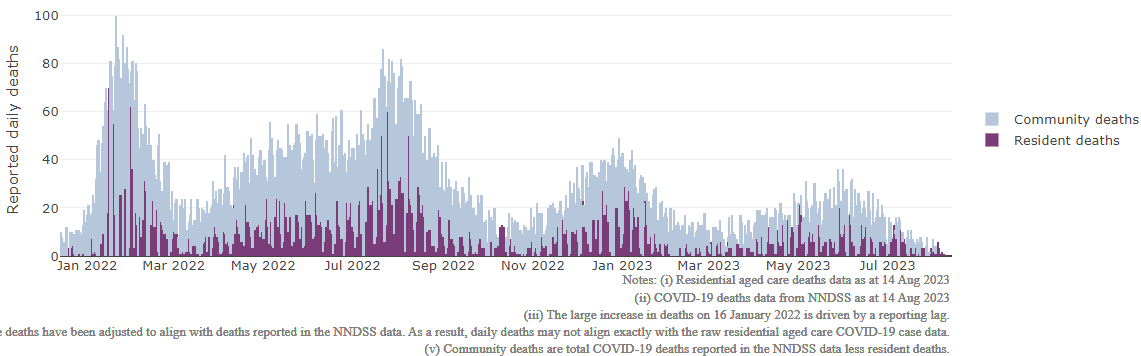 Reported daily deaths
100
80
60
40
20
0
Jan 2022 Mar 2022 May 2022 Jul 2022 Sep 2022 Nov 2022 Jan 2023 Mar 2023 May 2023 Jul 2023
Community deaths
Resident deaths
Notes: (i) Residential aged care deaths data as at 14 Aug 2023
(ii) COVID-19 deaths data from NNDSS as at 14 Aug 2023
(iii) The large increase in deaths on 16 January 2022 is driven by a reporting lag.
e deaths have been adjusted to align with deaths reported in the NNDSS data. As a result, daily deaths may not align exactly with the raw residential aged care COVID-19 case data.
(v) Community deaths are total COVID-19 deaths reported in the NNDSS data less resident deaths.